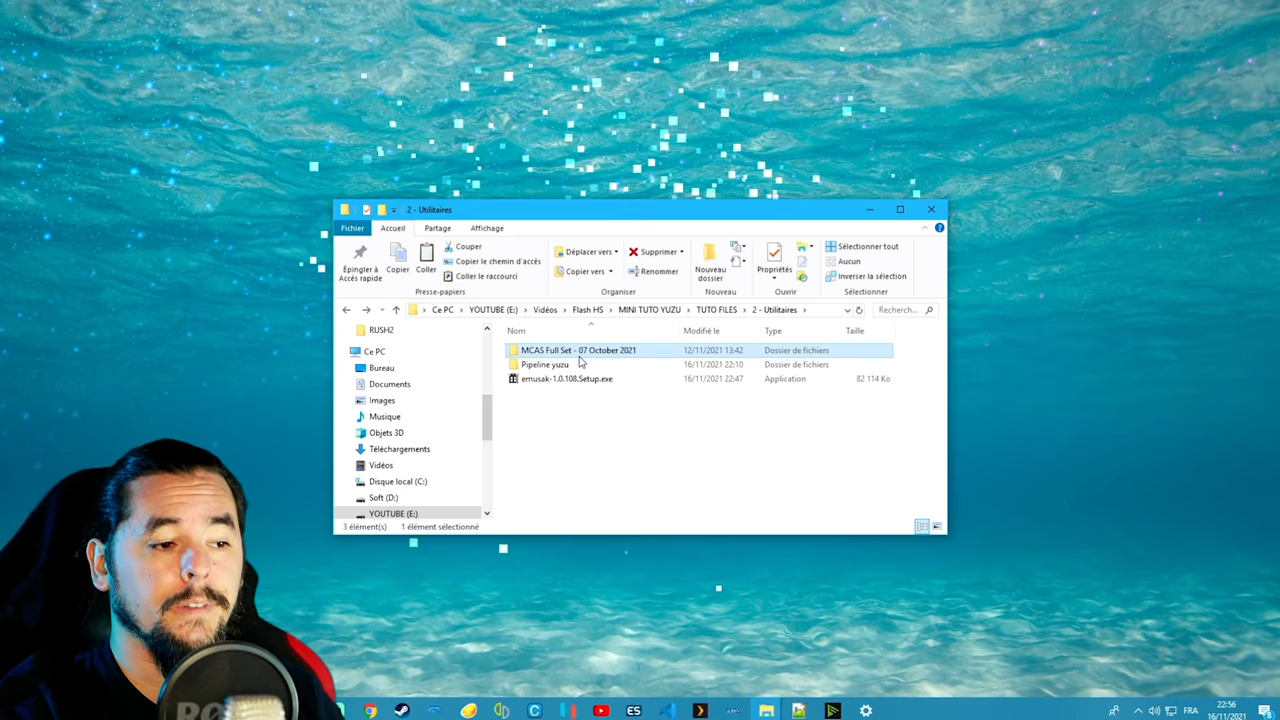 2 - Utilitaires
Fichier Accueil Partage Affichage
Épingler à Accès rapide
Copier
Coller
Couper
Copier le chemin d'accès
Coller le raccourci
Presse-papiers
Déplacer vers
Copier vers
Supprimer
Renommer
Organiser
Nouveau dossier
Nouveau
Propriétés
Ouvrir
Sélectionner tout
Aucun
Inverser la sélection
Sélectionner
Ce PC > YOUTUBE (E:) > Vidéos > Flash HS > MINI TUTO YUZU > TUTO FILES > 2 - Utilitaires >
Recherch...
RUSH2
Ce PC
Bureau
Documents
Images
Musique
Objets 3D
Téléchargements
Vidéos
Disque local (C:)
Soft (D:)
YOUTUBE (E:)
Nom Modifié le Type Taille
MCAS Full Set - 07 October 2021 12/11/2021 13:42 Dossier de fichiers
Pipeline yuzu 16/11/2021 22:10 Dossier de fichiers
emusak-1.0.108.Setup.exe 16/11/2021 22:47 Application 82 114 Ko
3 élément(s) 1 élément sélectionné
ES
FRA
22:56
16/11/2021